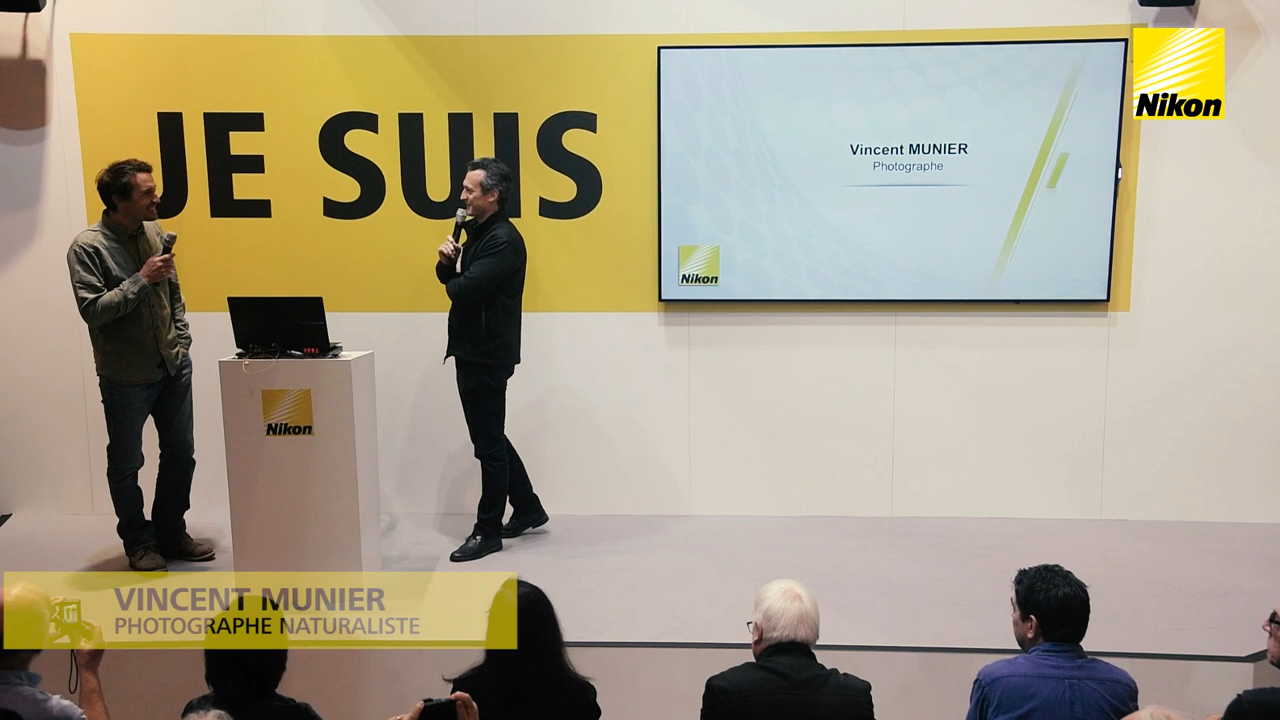 Nikon
JE SUIS
Vincent MUNIER
Photographe
Nikon
Nikon
VINCENT MUNIER
PHOTOGRAPHE NATURALISTE